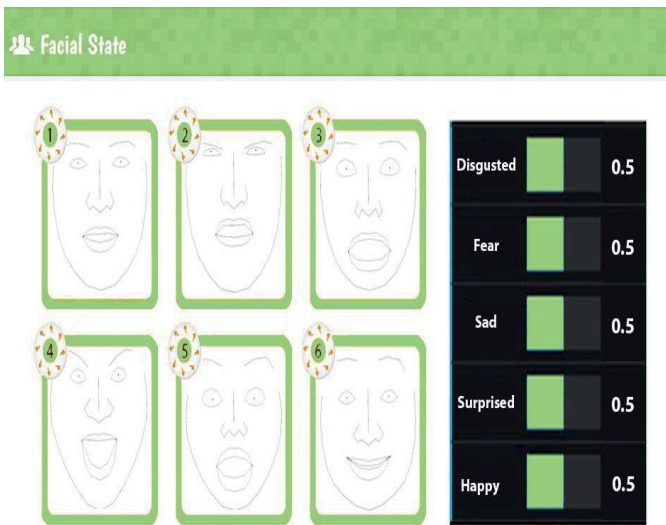 Facial State
1 2 3
4 5 6
Disgusted 0.5
Fear 0.5
Sad 0.5
Surprised 0.5
Happy 0.5